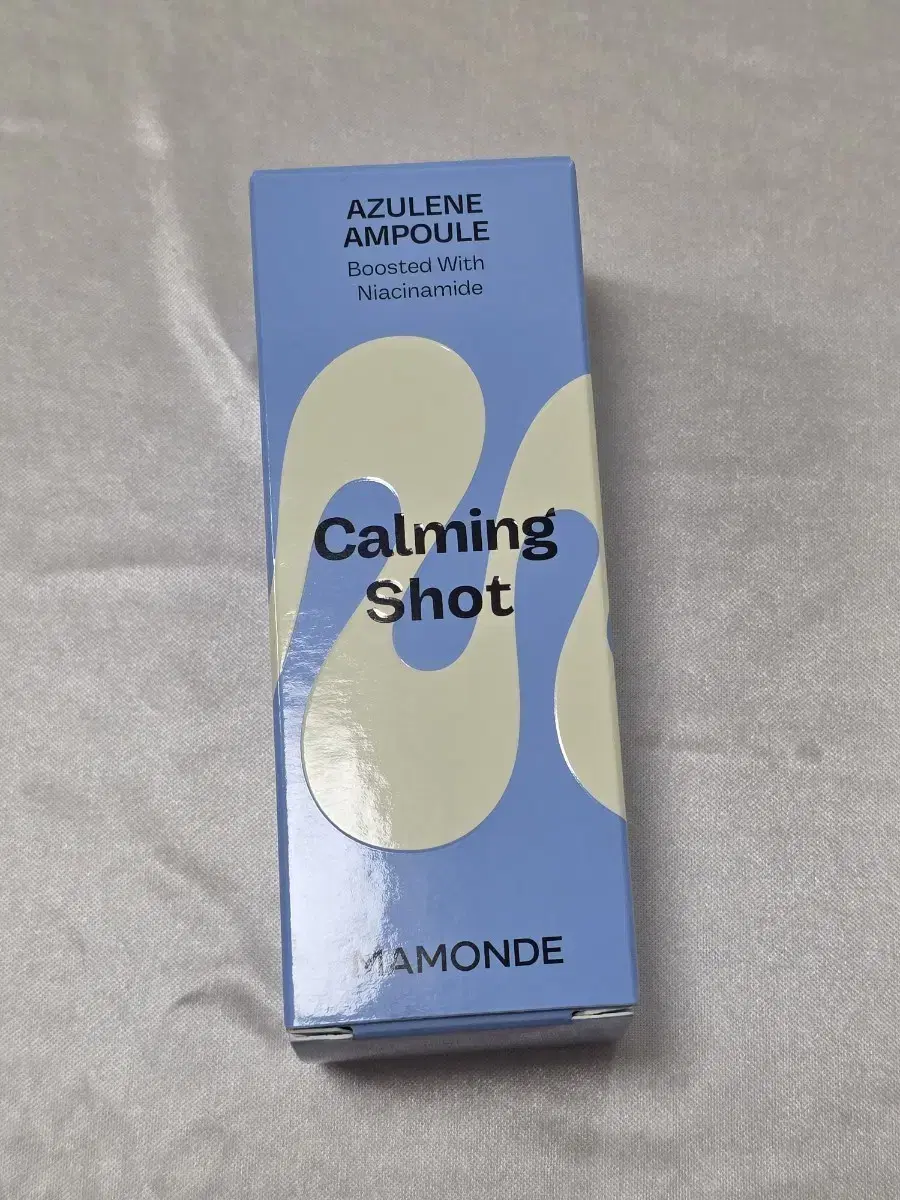 AZULENE
AMPOULE
Boosted With
Niacinamide
Calming
Shot
MAMONDE